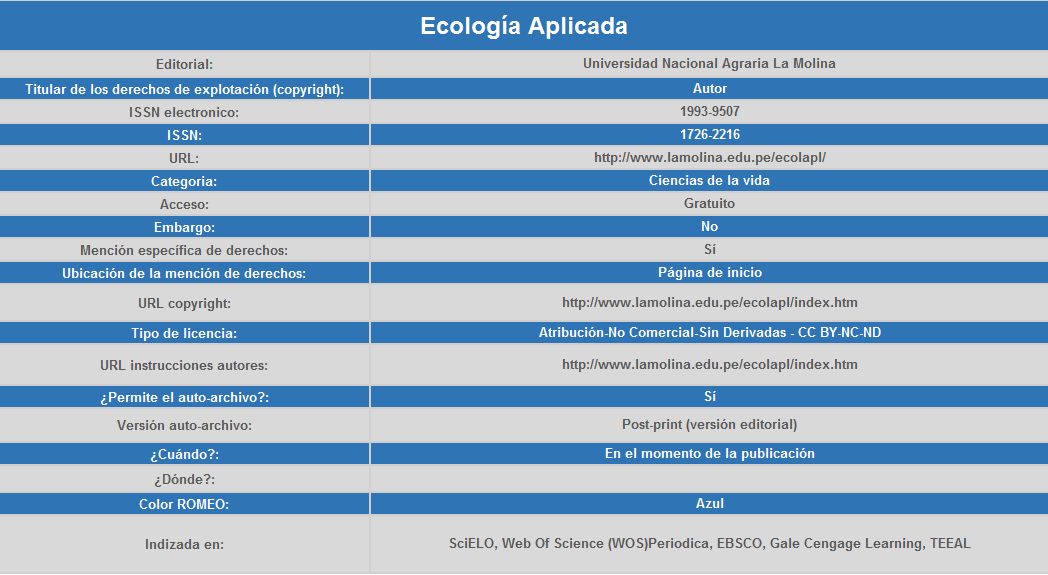 Ecología Aplicada
Editorial: Universidad Nacional Agraria La Molina
Titular de los derechos de explotación (copyright): Autor
ISSN electronico: 1993-9507
ISSN: 1726-2216
URL: http://www.lamolina.edu.pe/ecolapl/
Categoria: Ciencias de la vida
Acceso: Gratuito
Embargo: No
Mención específica de derechos: Sí
Ubicación de la mención de derechos: Página de inicio
URL copyright: http://www.lamolina.edu.pe/ecolapl/index.htm
Tipo de licencia: Atribución-No Comercial-Sin Derivadas - CC BY-NC-ND
URL instrucciones autores: http://www.lamolina.edu.pe/ecolapl/index.htm
¿Permite el auto-archivo?: Sí
Versión auto-archivo: Post-print (versión editorial)
¿Cuándo?: En el momento de la publicación
¿Dónde?:
Color ROMEO: Azul
Indizada en: SciELO, Web Of Science (WOS)Periodica, EBSCO, Gale Cengage Learning, TEEAL